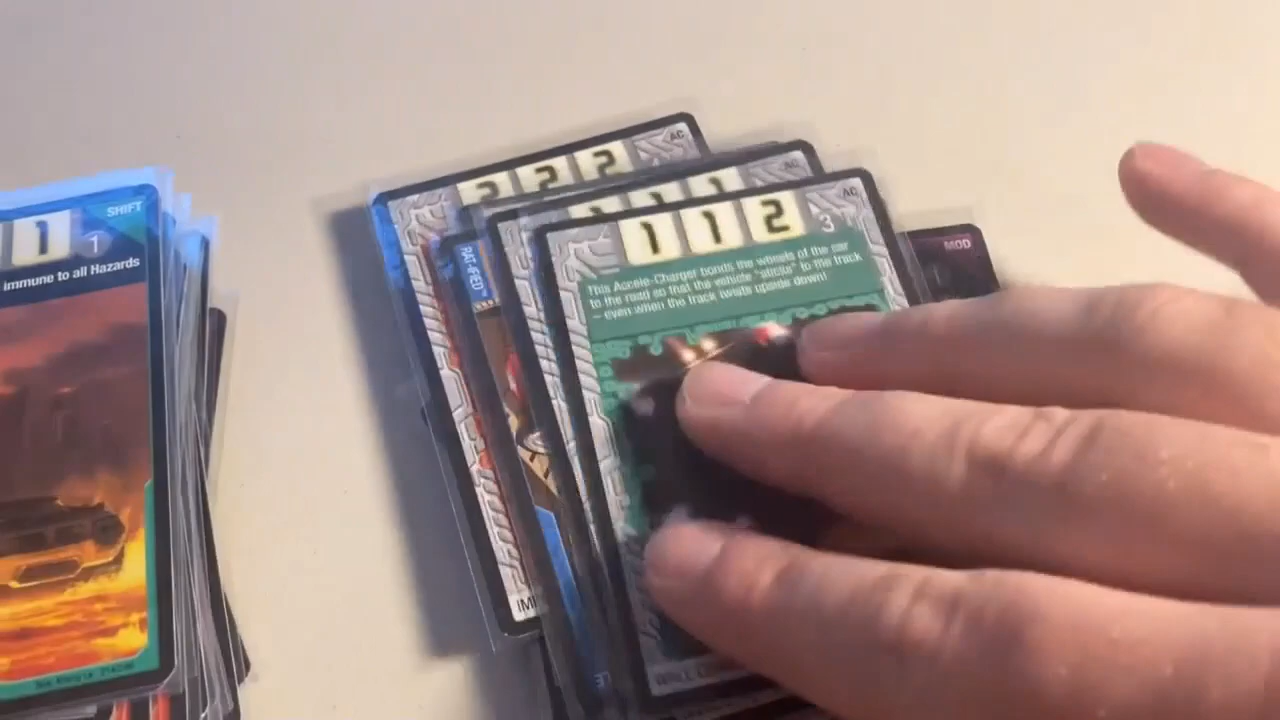 1 1
SHIFT
immune to all Hazards
2 2 2
AC
1 1
AC
RAT-IFIED™
1 1 2
3
AC
This Accele-Charger bonds the wheels of the car
to the road so that the vehicle "sticks" to the track
– even when the track twists upside down!
MOD
IM